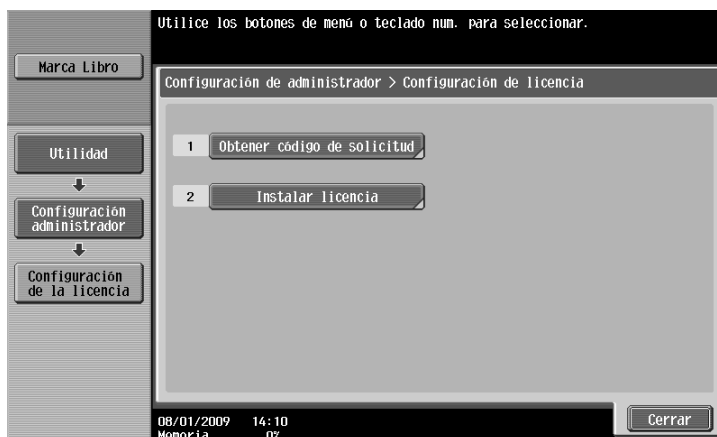 Utilice los botones de menú o teclado num. para seleccionar.
Marca Libro
Configuración de administrador > Configuración de licencia
1 Obtener código de solicitud
2 Instalar licencia
Utilidad
Configuración
administrador
Configuración
de la licencia
08/01/2009 14:10
Memoria 0%
Cerrar